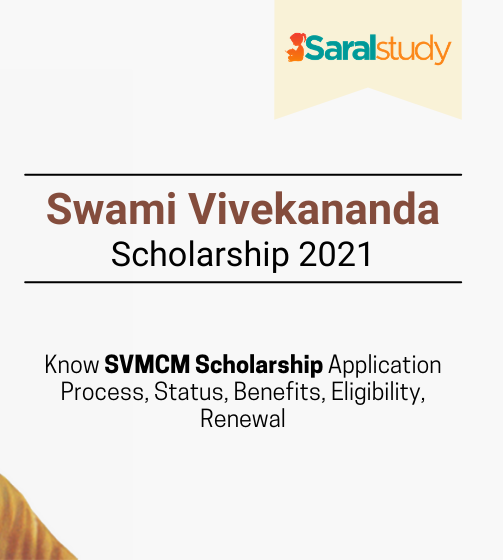 Saralstudy
Swami Vivekananda
Scholarship 2021
Know SVMCM Scholarship Application
Process, Status, Benefits, Eligibility,
Renewal